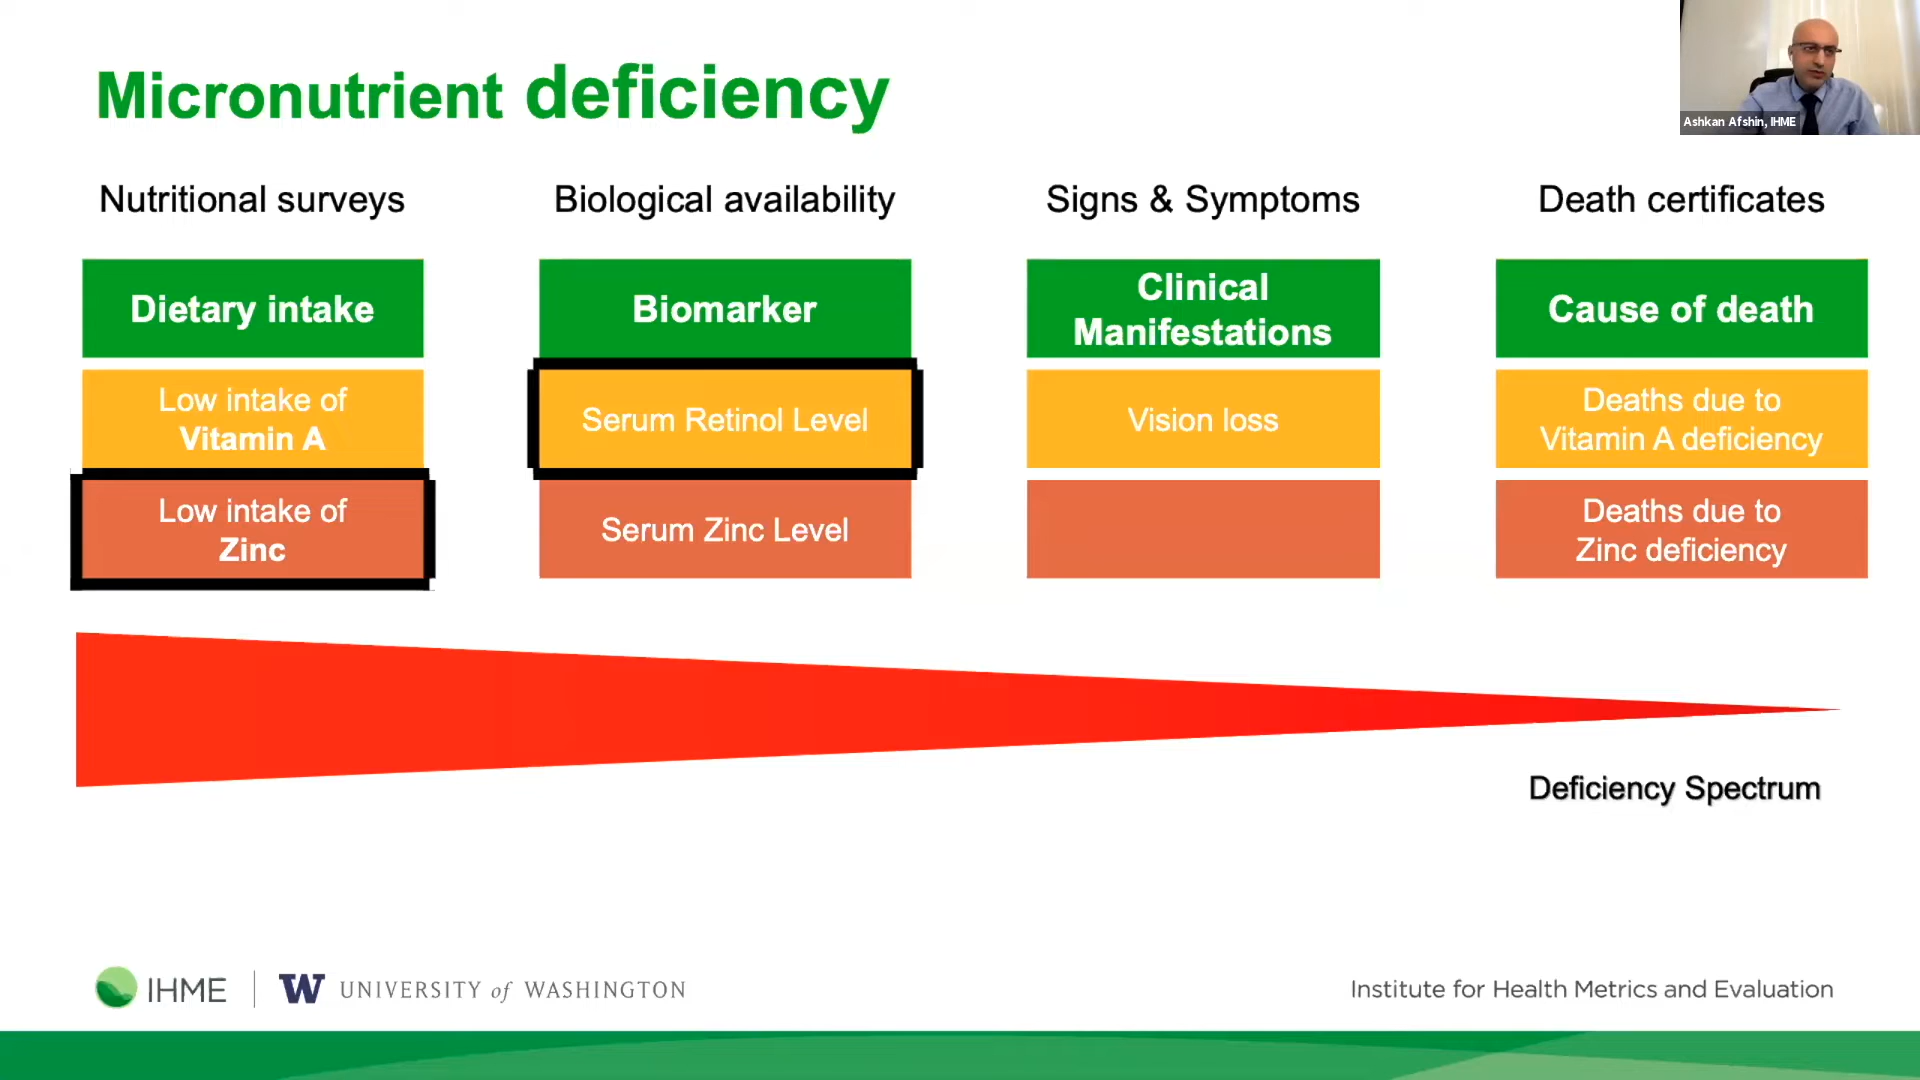 Micronutrient deficiency
Ashkan Afshin, IHME
Nutritional surveys
Biological availability
Signs & Symptoms
Death certificates
Dietary intake
Biomarker
Clinical
Manifestations
Cause of death
Low intake of
Vitamin A
Serum Retinol Level
Vision loss
Deaths due to
Vitamin A deficiency
Low intake of
Zinc
Serum Zinc Level
Deaths due to
Zinc deficiency
Deficiency Spectrum
IHME
W UNIVERSITY of WASHINGTON
Institute for Health Metrics and Evaluation